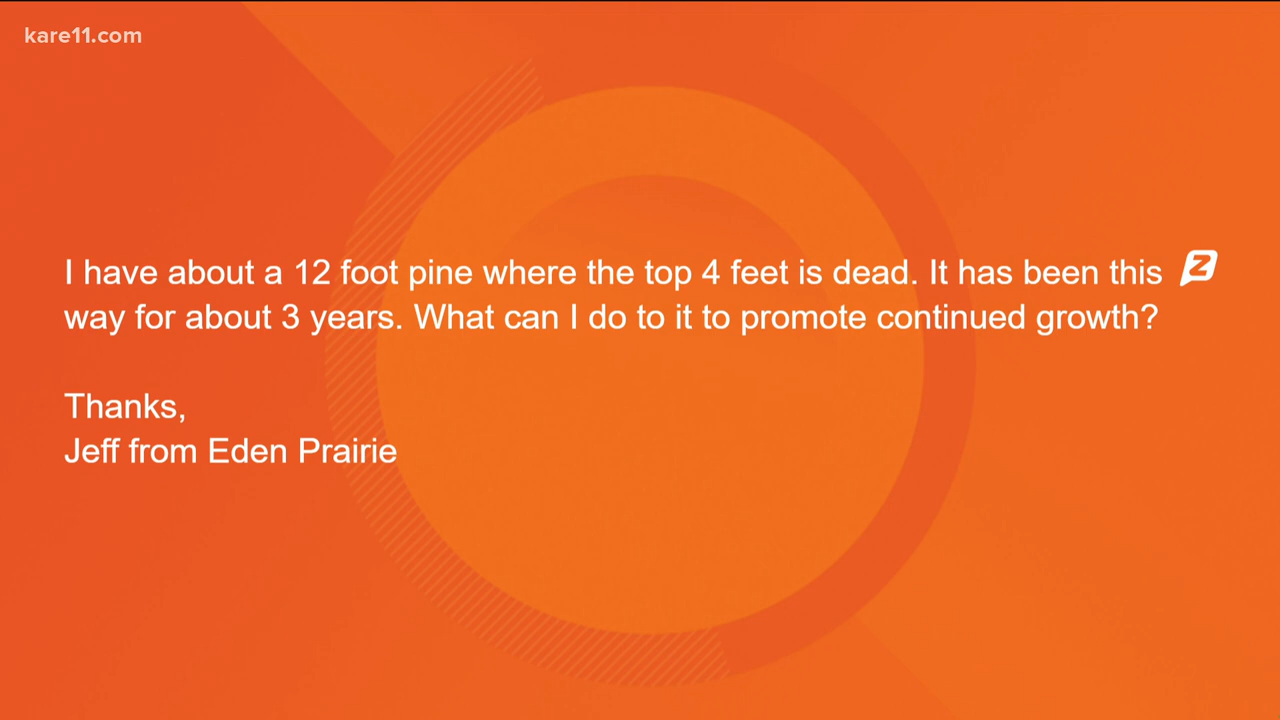 kare11.com
I have about a 12 foot pine where the top 4 feet is dead. It has been this
way for about 3 years. What can I do to it to promote continued growth?
Thanks,
Jeff from Eden Prairie
Z